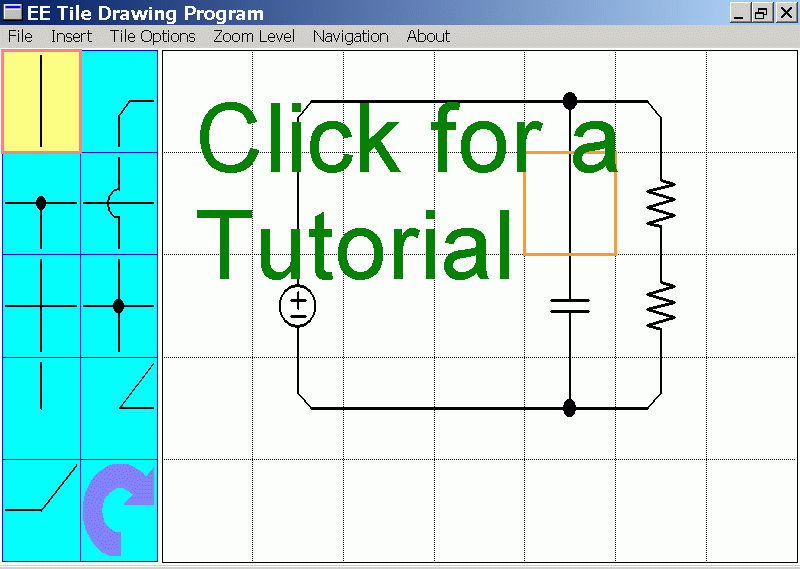 EE Tile Drawing Program
File Insert Tile Options Zoom Level Navigation About
Click for a
Tutorial